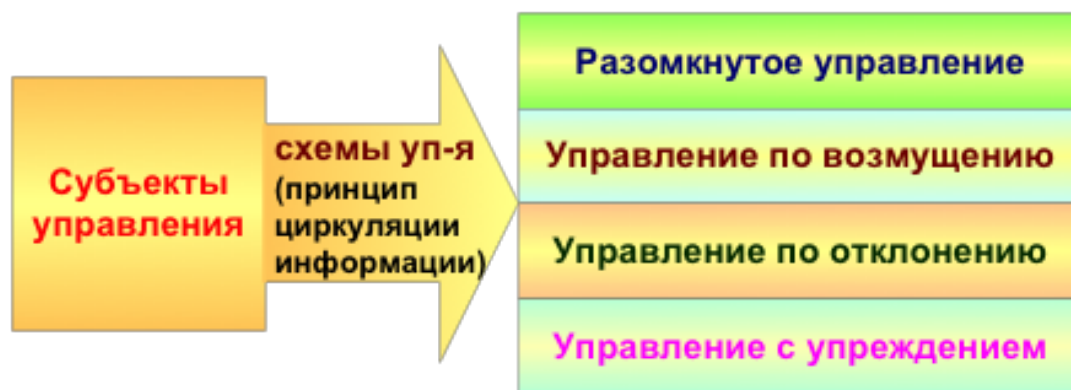 Субъекты
управления
схемы уп-я
(принцип
циркуляции
информации)
Разомкнутое управление
Управление по возмущению
Управление по отклонению
Управление с упреждением